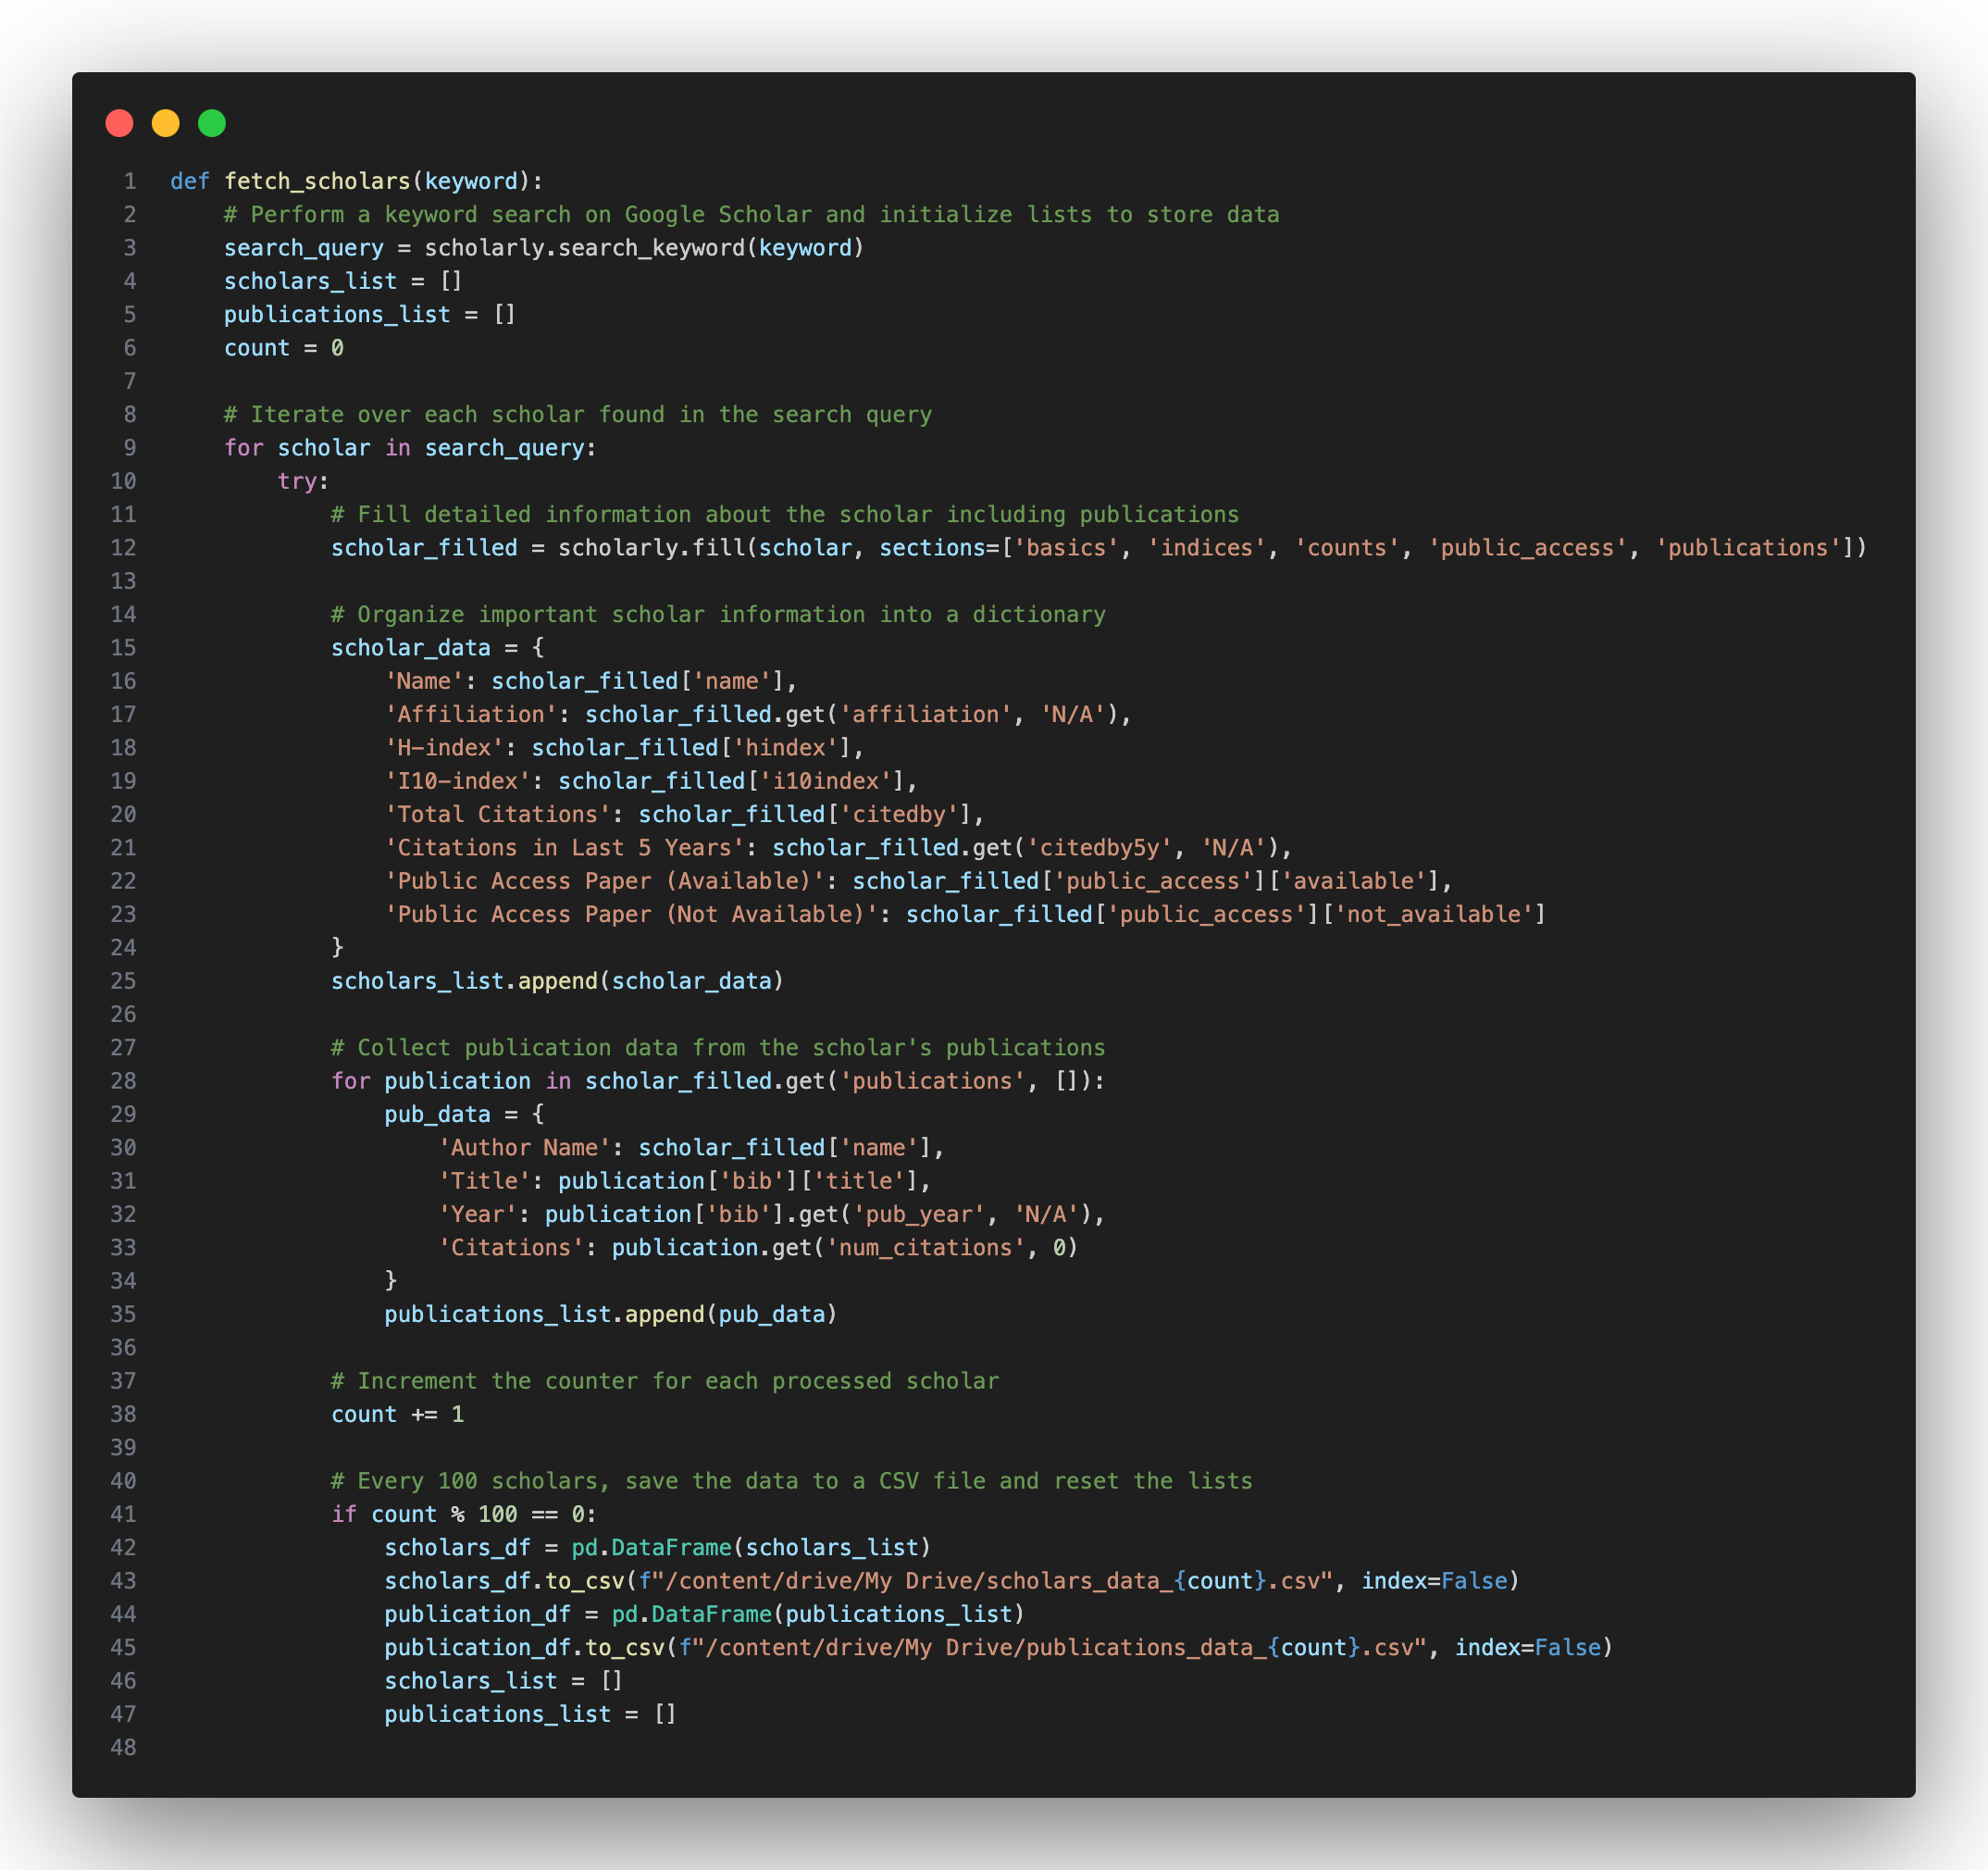 1 def fetch_scholars(keyword):
2     # Perform a keyword search on Google Scholar and initialize lists to store data
3     search_query = scholarly.search_keyword(keyword)
4     scholars_list = []
5     publications_list = []
6     count = 0
7
8     # Iterate over each scholar found in the search query
9     for scholar in search_query:
10         try:
11             # Fill detailed information about the scholar including publications
12             scholar_filled = scholarly.fill(scholar, sections=['basics', 'indices', 'counts', 'public_access', 'publications'])
13
14             # Organize important scholar information into a dictionary
15             scholar_data = {
16                 'Name': scholar_filled['name'],
17                 'Affiliation': scholar_filled.get('affiliation', 'N/A'),
18                 'H-index': scholar_filled['hindex'],
19                 'I10-index': scholar_filled['i10index'],
20                 'Total Citations': scholar_filled['citedby'],
21                 'Citations in Last 5 Years': scholar_filled.get('citedby5y', 'N/A'),
22                 'Public Access Paper (Available)': scholar_filled['public_access']['available'],
23                 'Public Access Paper (Not Available)': scholar_filled['public_access']['not_available']
24             }
25             scholars_list.append(scholar_data)
26
27             # Collect publication data from the scholar's publications
28             for publication in scholar_filled.get('publications', []):
29                 pub_data = {
30                     'Author Name': scholar_filled['name'],
31                     'Title': publication['bib']['title'],
32                     'Year': publication['bib'].get('pub_year', 'N/A'),
33                     'Citations': publication.get('num_citations', 0)
34                 }
35                 publications_list.append(pub_data)
36
37             # Increment the counter for each processed scholar
38             count += 1
39
40             # Every 100 scholars, save the data to a CSV file and reset the lists
41             if count % 100 == 0:
42                 scholars_df = pd.DataFrame(scholars_list)
43                 scholars_df.to_csv(f"/content/drive/My Drive/scholars_data_{count}.csv", index=False)
44                 publication_df = pd.DataFrame(publications_list)
45                 publication_df.to_csv(f"/content/drive/My Drive/publications_data_{count}.csv", index=False)
46                 scholars_list = []
47                 publications_list = []
48